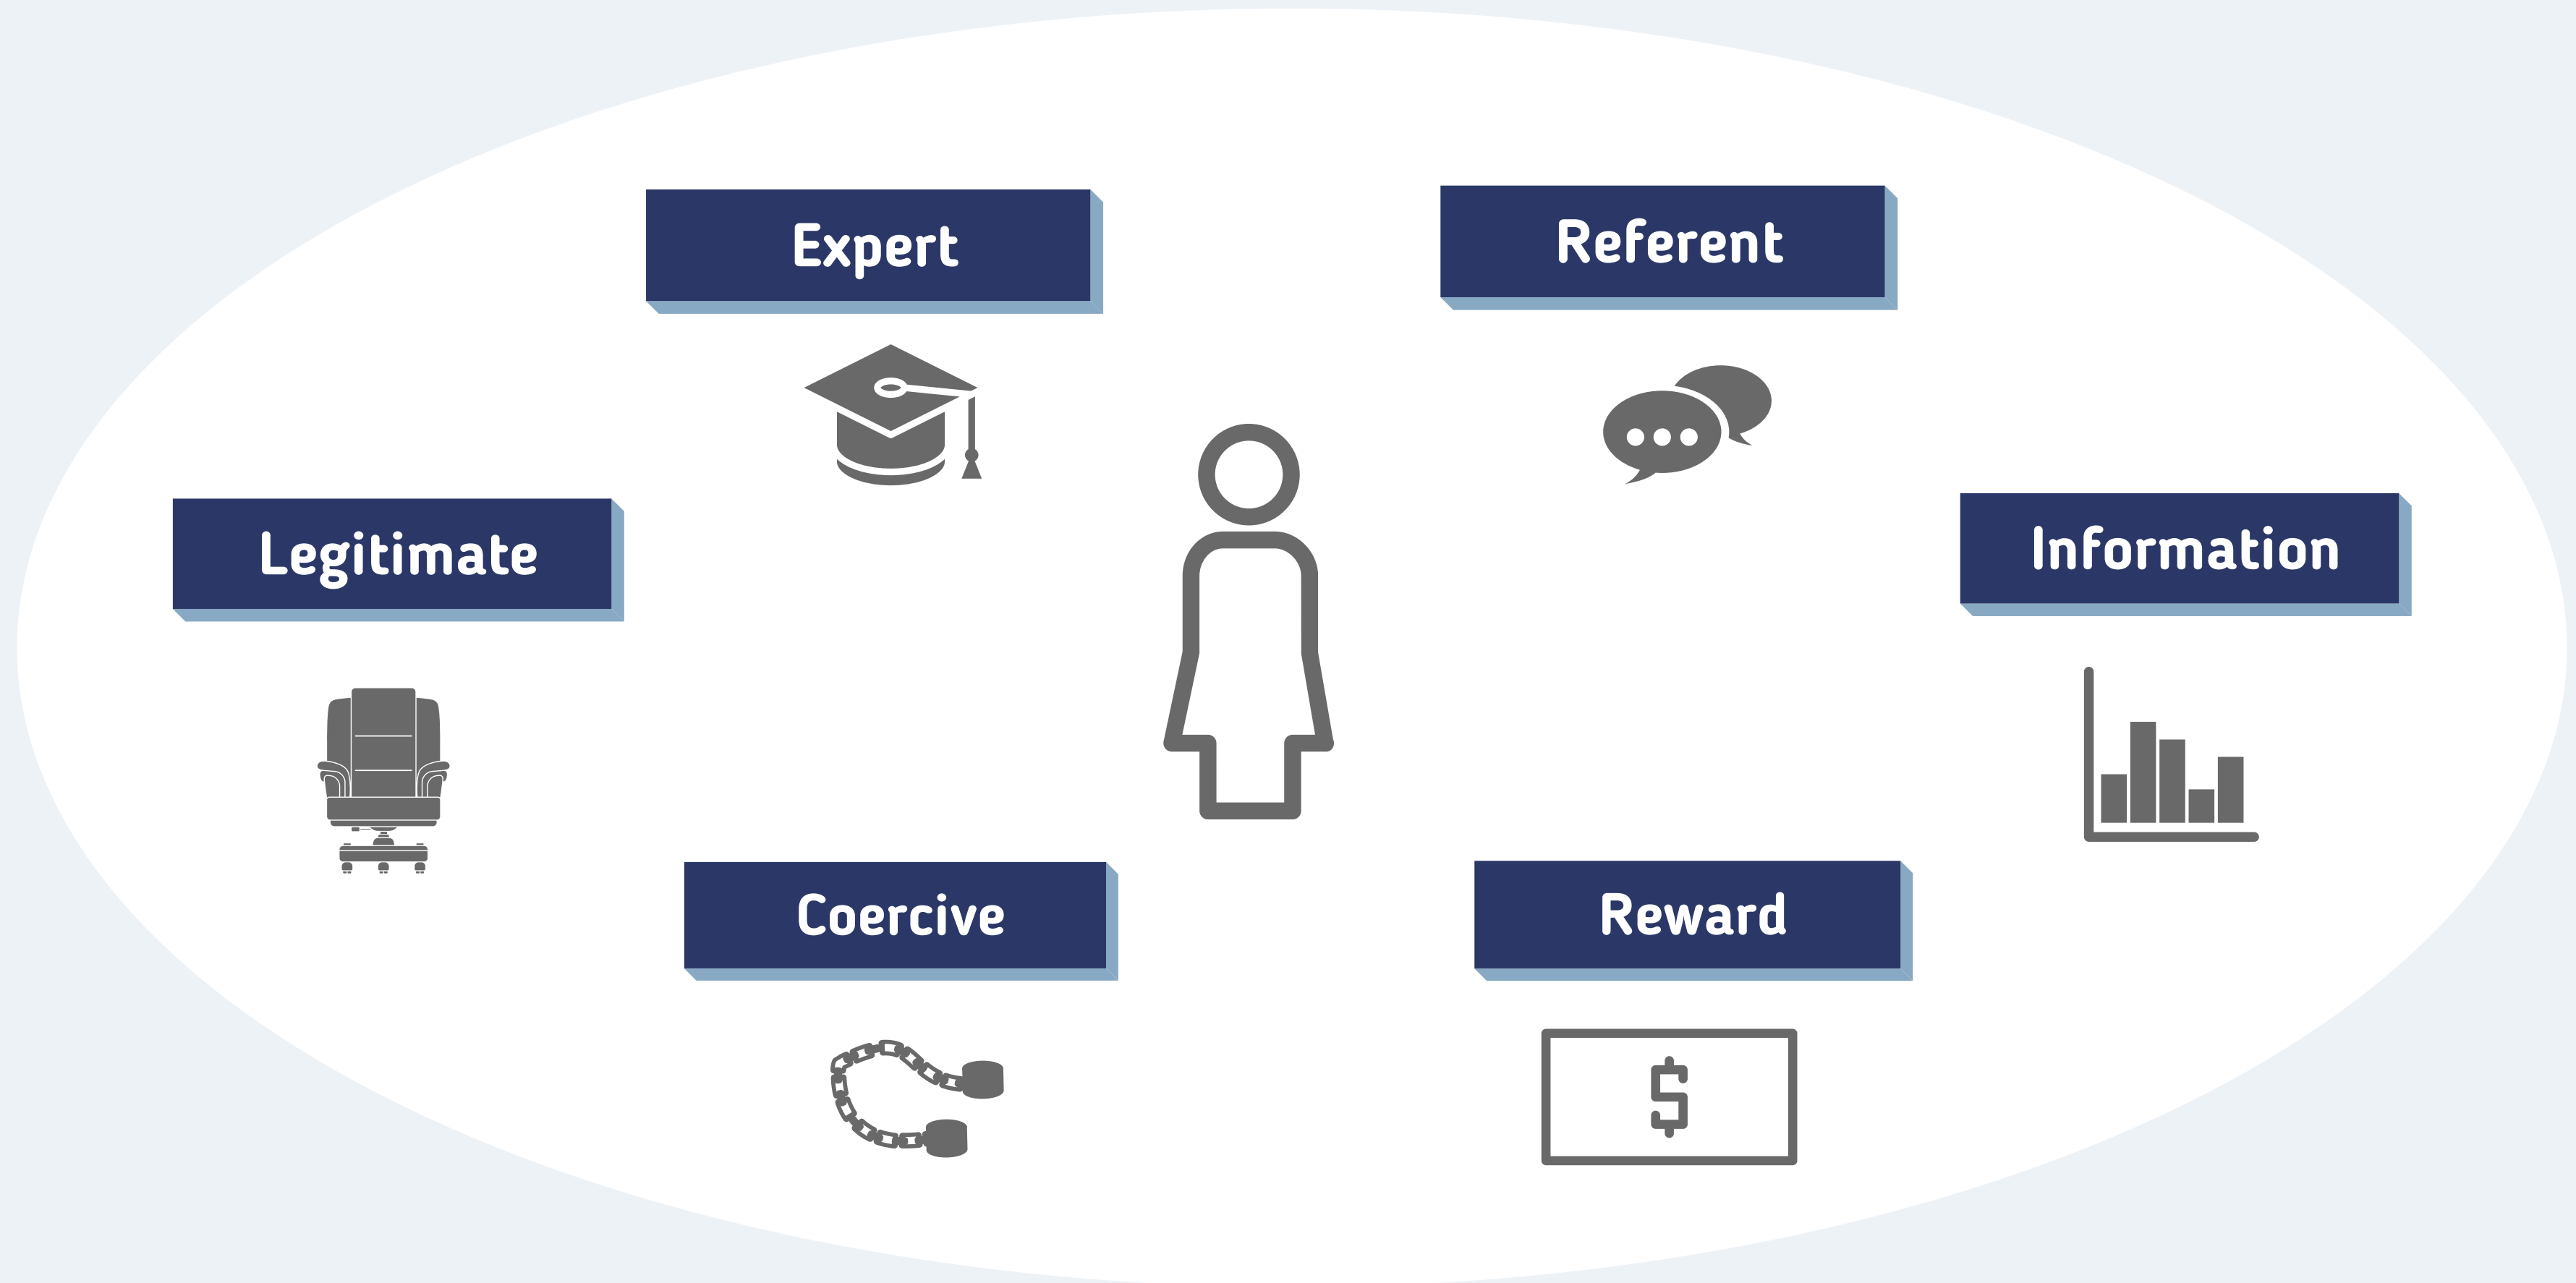 Expert
Referent
Legitimate
Information
Coercive
Reward
$